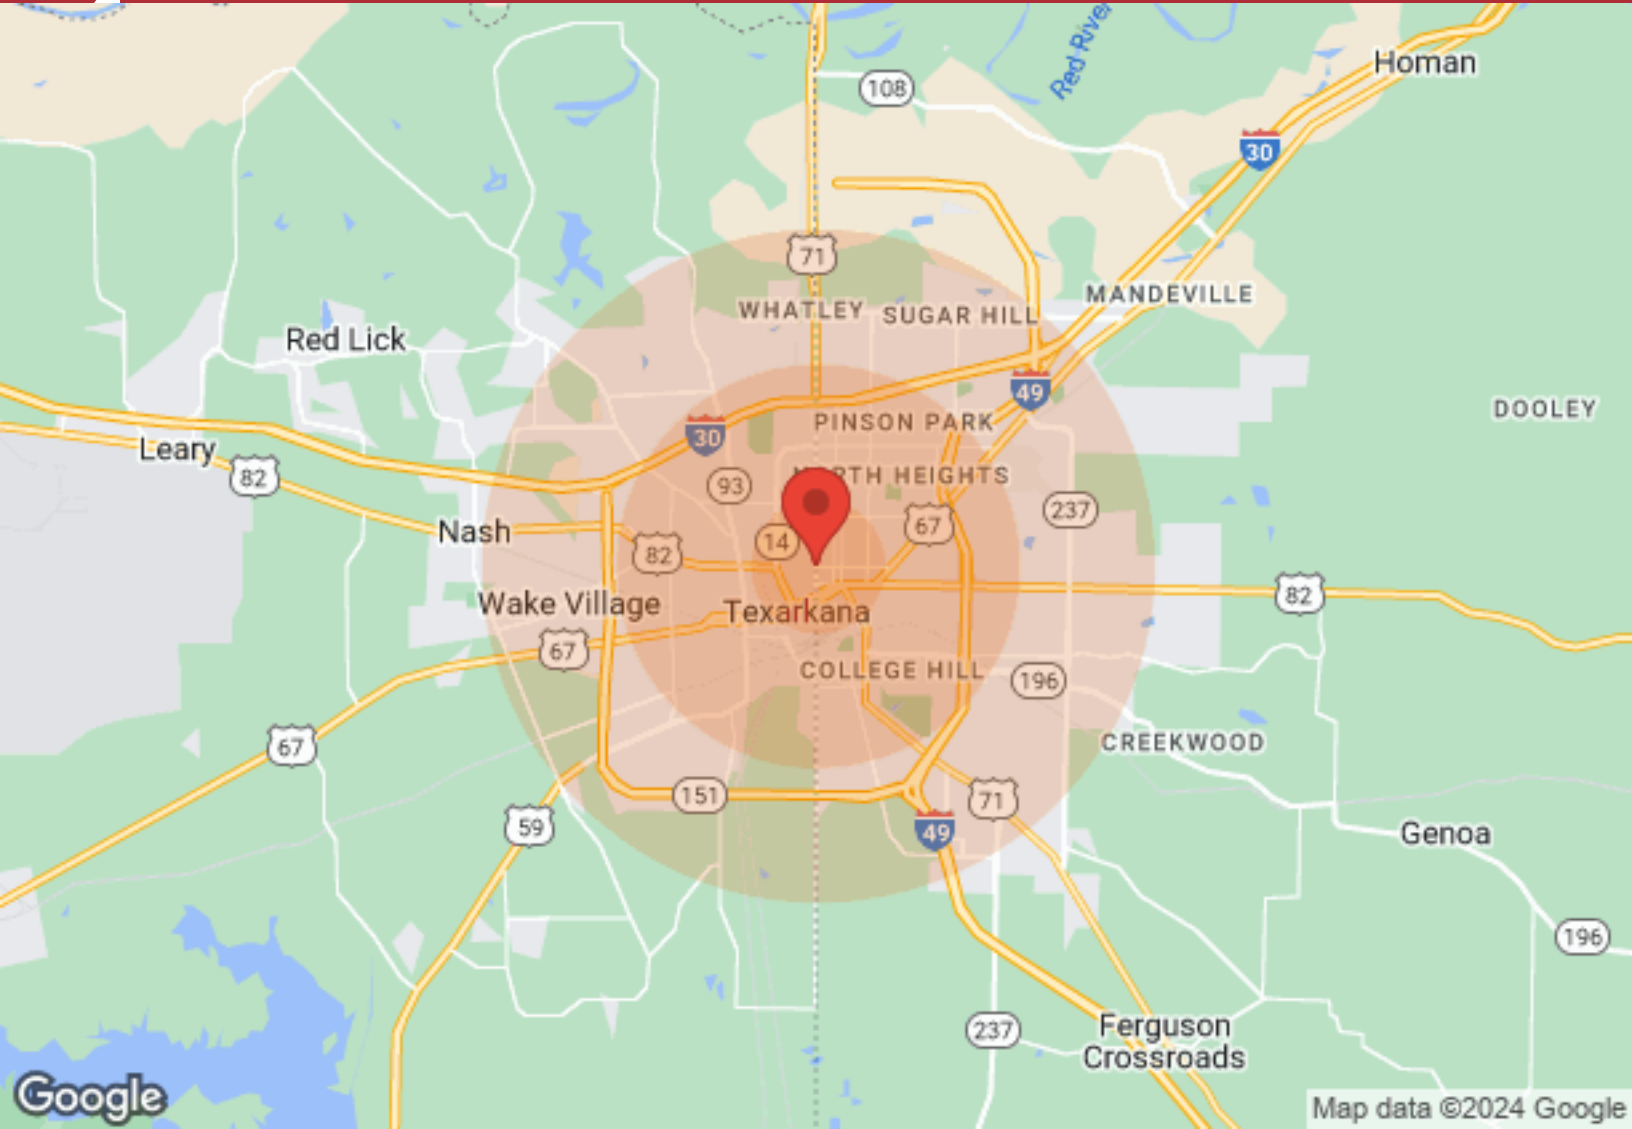 Red River
Homan
108
30
71
WHATLEY
SUGAR HILL
MANDEVILLE
Red Lick
49
DOOLEY
PINSON PARK
30
Leary
82
93
NORTH HEIGHTS
237
Nash
67
14
82
82
Wake Village
Texarkana
67
COLLEGE HILL
196
67
CREEKWOOD
151
71
59
49
Genoa
196
237
Ferguson
Crossroads
Google
Map data ©2024 Google